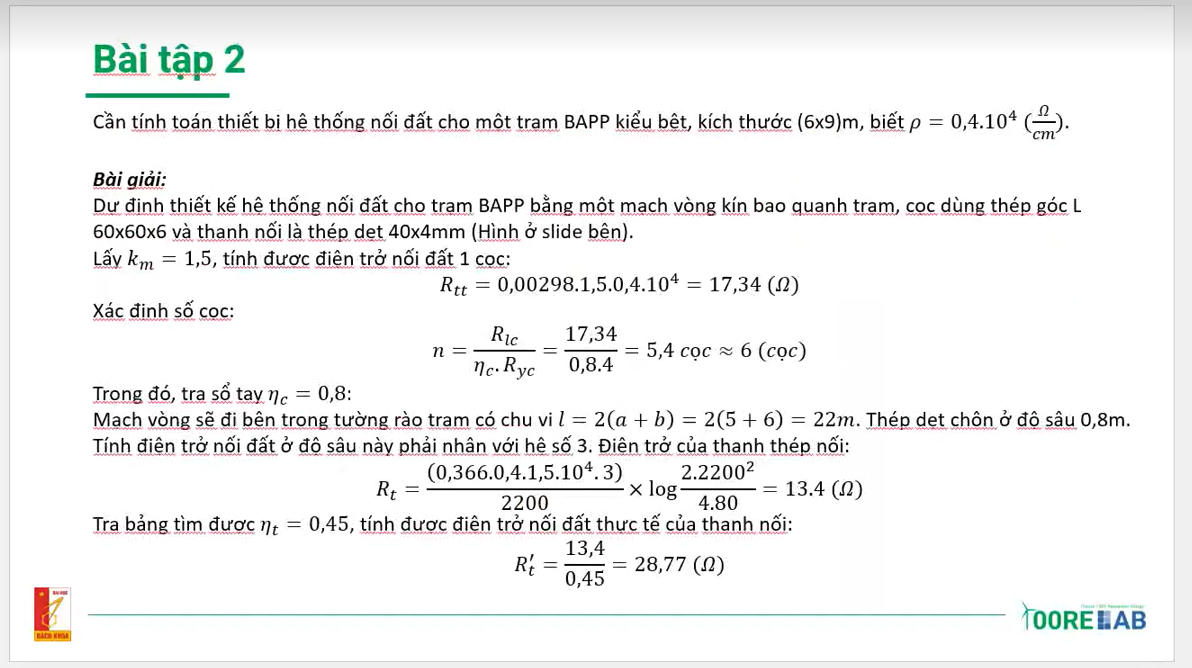 Bài tập 2
Cần tính toán thiết bị hệ thống nối đất cho một trạm BAPP kiểu bệt, kích thước (6x9)m, biết ρ = 0,4.10⁴ (Ω/cm).
Bài giải:
Dự định thiết kế hệ thống nối đất cho trạm BAPP bằng một mạch vòng kín bao quanh trạm, cọc dùng thép góc L
60x60x6 và thanh nối là thép dẹt 40x4mm (Hình ở slide bên).
Lấy kₘ = 1,5, tính được điện trở nối đất 1 cọc:
R_tt = 0,00298.1,5.0,4.10⁴ = 17,34 (Ω)
Xác định số cọc:
n = R_lc/(η_c.R_yc) = 17,34/(0,8.4) = 5,4 cọc ≈ 6 (cọc)
Trong đó, tra sổ tay η_c = 0,8:
Mạch vòng sẽ đi bên trong tường rào trạm có chu vi l = 2(a + b) = 2(5 + 6) = 22m. Thép dẹt chôn ở độ sâu 0,8m.
Tính điện trở nối đất ở độ sâu này phải nhân với hệ số 3. Điện trở của thanh thép nối:
R_t = (0,366.0,4.1,5.10⁴.3)/2200 × log (2.2200²)/(4.80) = 13.4 (Ω)
Tra bảng tìm được η_t = 0,45, tính được điện trở nối đất thực tế của thanh nối:
R′_t = 13,4/0,45 = 28,77 (Ω)
ĐẠI HỌC
BÁCH KHOA
OORE LAB